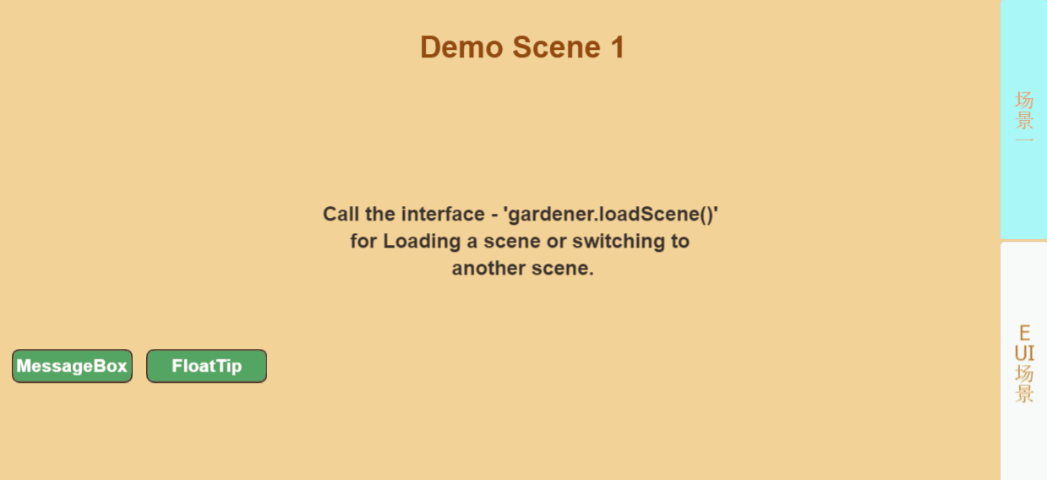 Demo Scene 1
Call the interface - 'gardener.loadScene()'
for Loading a scene or switching to
another scene.
MessageBox
FloatTip
场景一
EUI场景